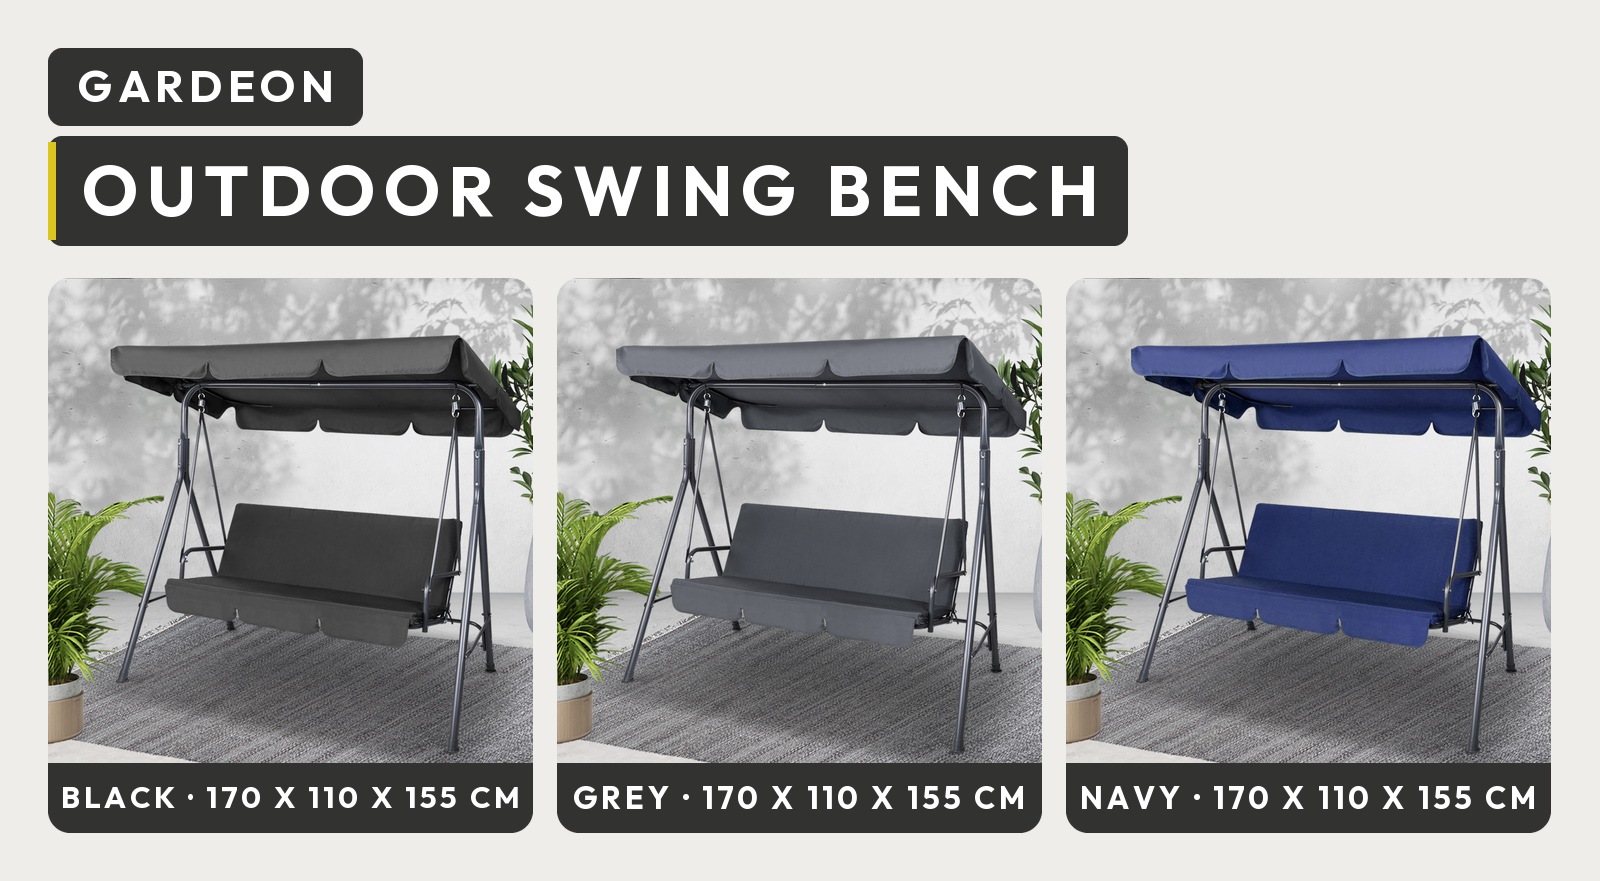 GARDEON
OUTDOOR SWING BENCH
BLACK · 170 X 110 X 155 CM
GREY · 170 X 110 X 155 CM
NAVY · 170 X 110 X 155 CM